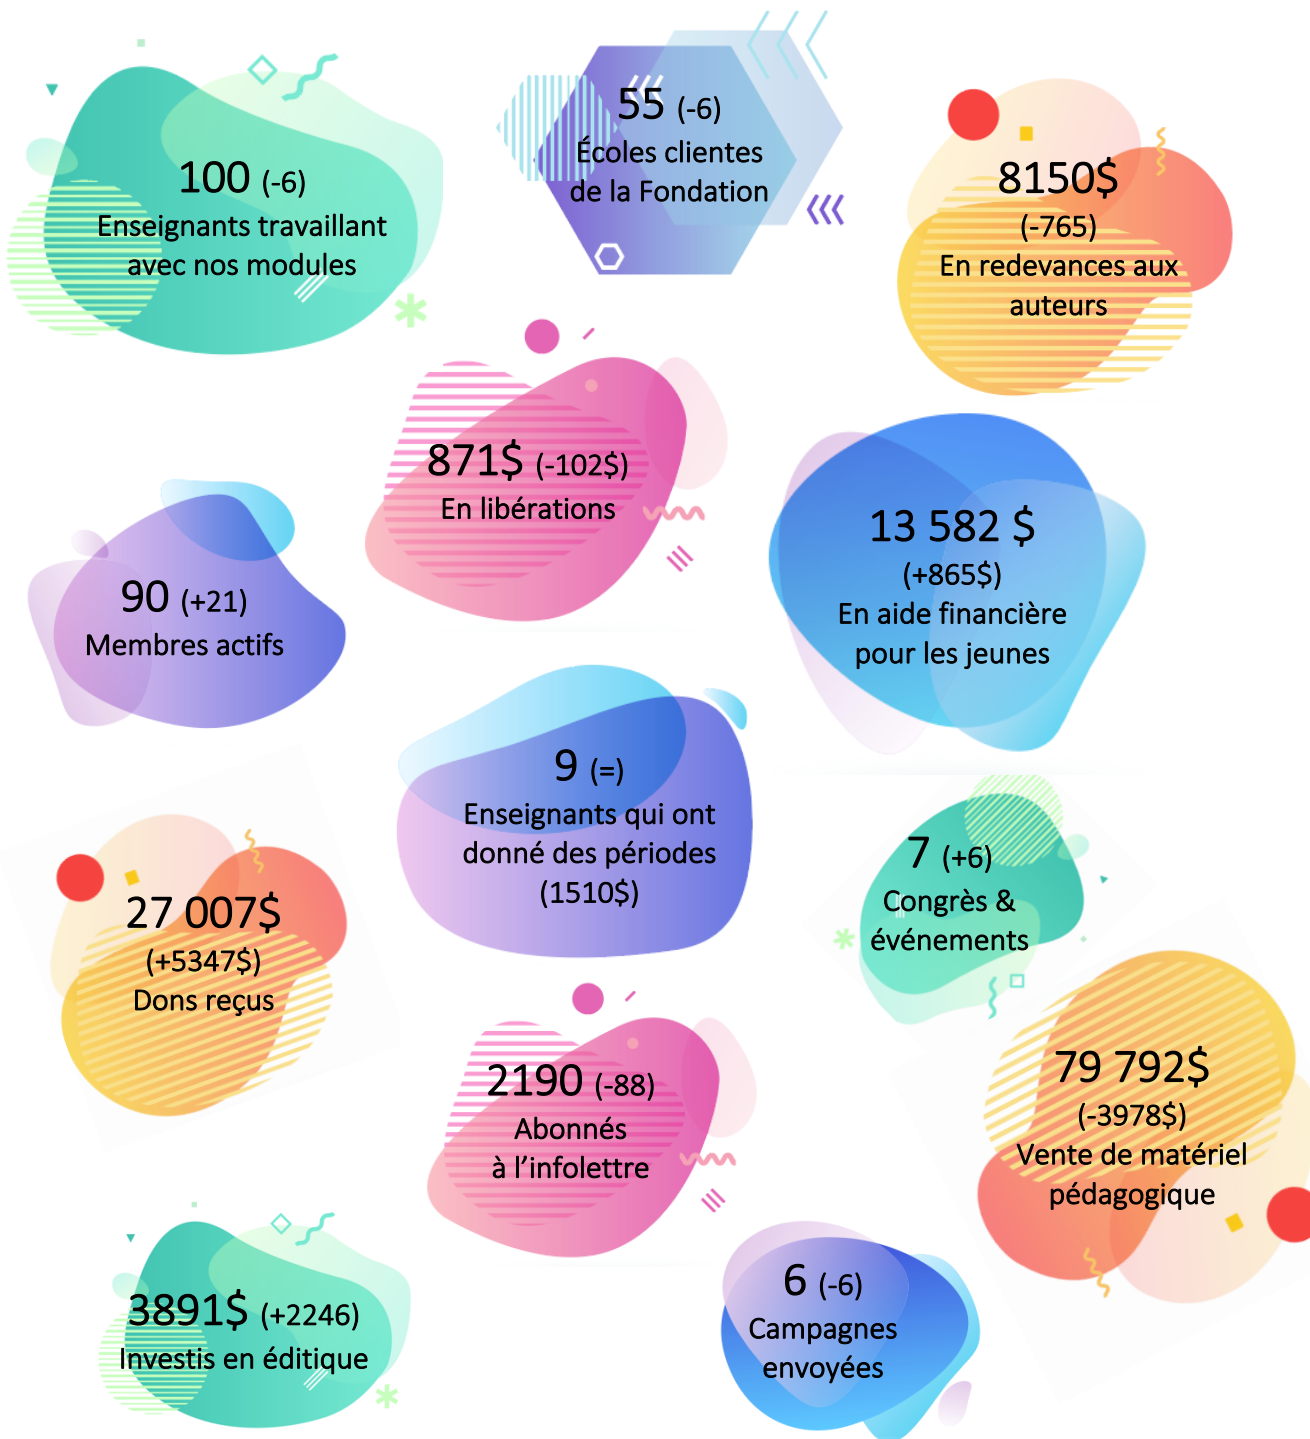 100 (-6)
Enseignants travaillant
avec nos modules
55 (-6)
Écoles clientes
de la Fondation
8150$
(-765)
En redevances aux
auteurs
871$ (-102$)
En libérations
90 (+21)
Membres actifs
13 582 $
(+865$)
En aide financière
pour les jeunes
9 (=)
Enseignants qui ont
donné des périodes
(1510$)
27 007$
(+5347$)
Dons reçus
7 (+6)
Congrès &
événements
2190 (-88)
Abonnés
à l’infolettre
79 792$
(-3978$)
Vente de matériel
pédagogique
3891$ (+2246)
Investis en éditique
6 (-6)
Campagnes
envoyées